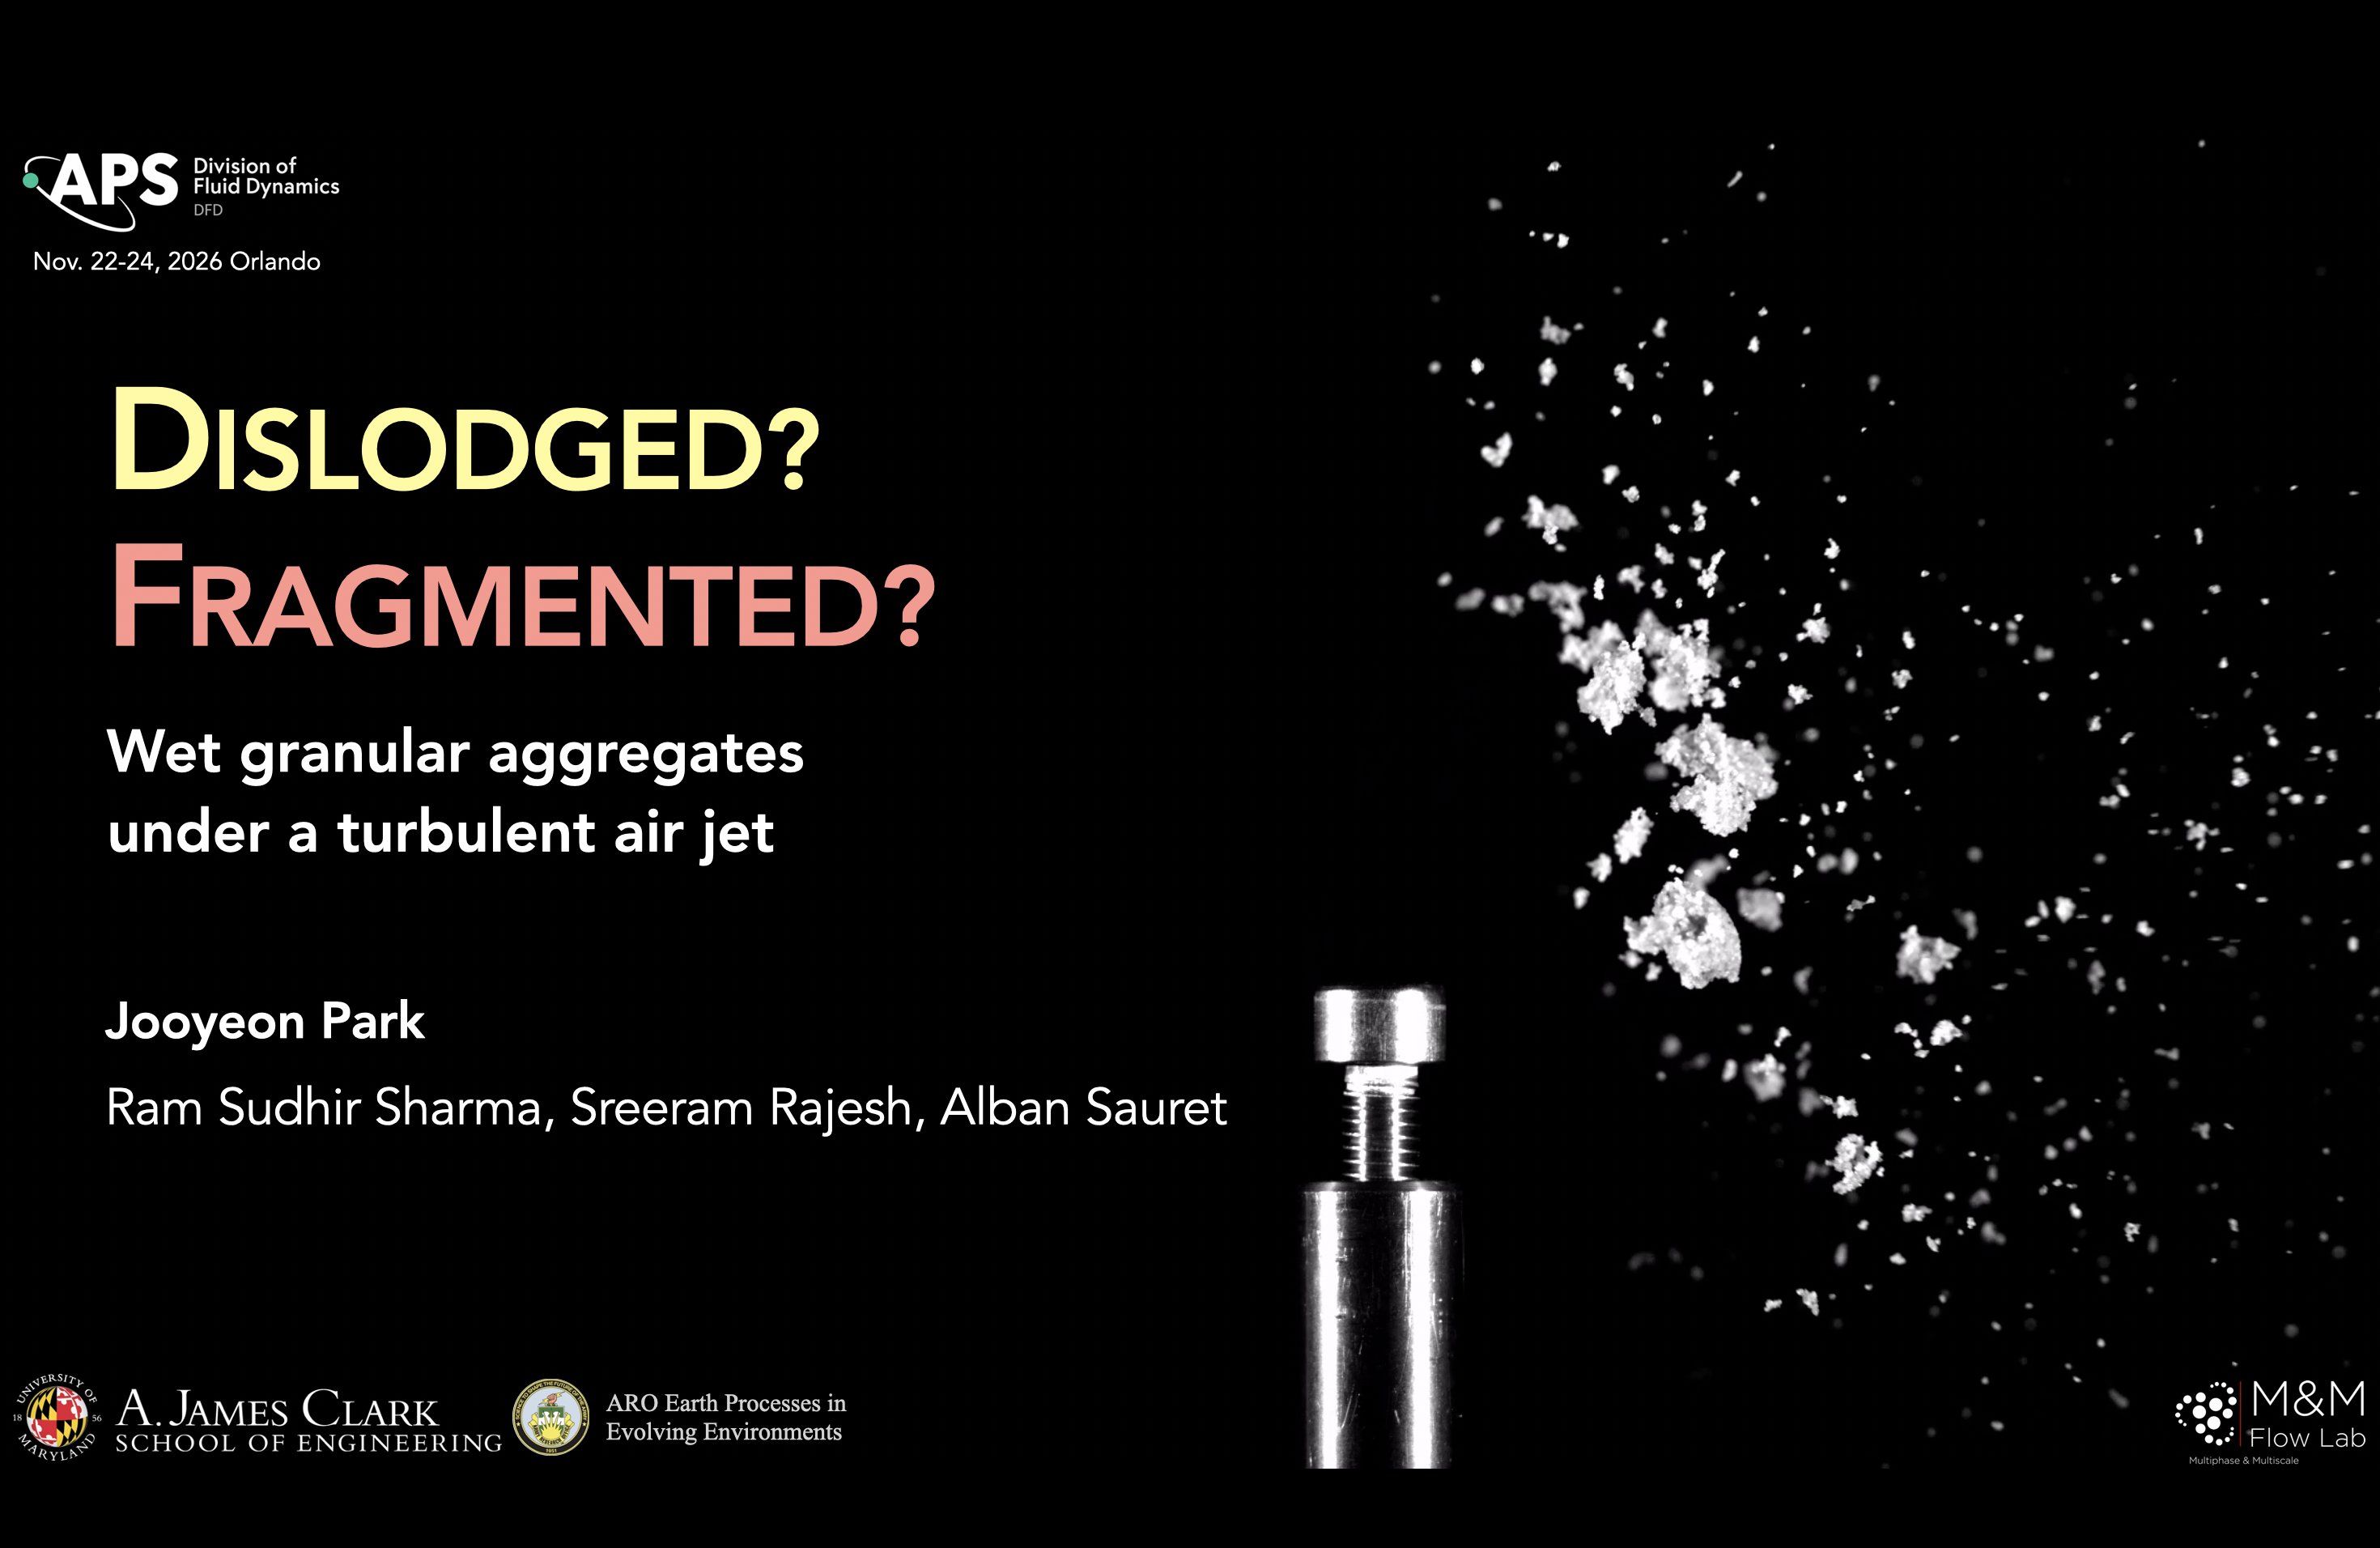 APS
Division of
Fluid Dynamics
DFD
Nov. 22-24, 2026 Orlando
DISLODGED?
FRAGMENTED?
Wet granular aggregates
under a turbulent air jet
Jooyeon Park
Ram Sudhir Sharma, Sreeram Rajesh, Alban Sauret
UNIVERSITY OF
18 56
MARYLAND
A. JAMES CLARK
SCHOOL OF ENGINEERING
ARO Earth Processes in
Evolving Environments
M&M
Flow Lab
Multiphase & Multiscale